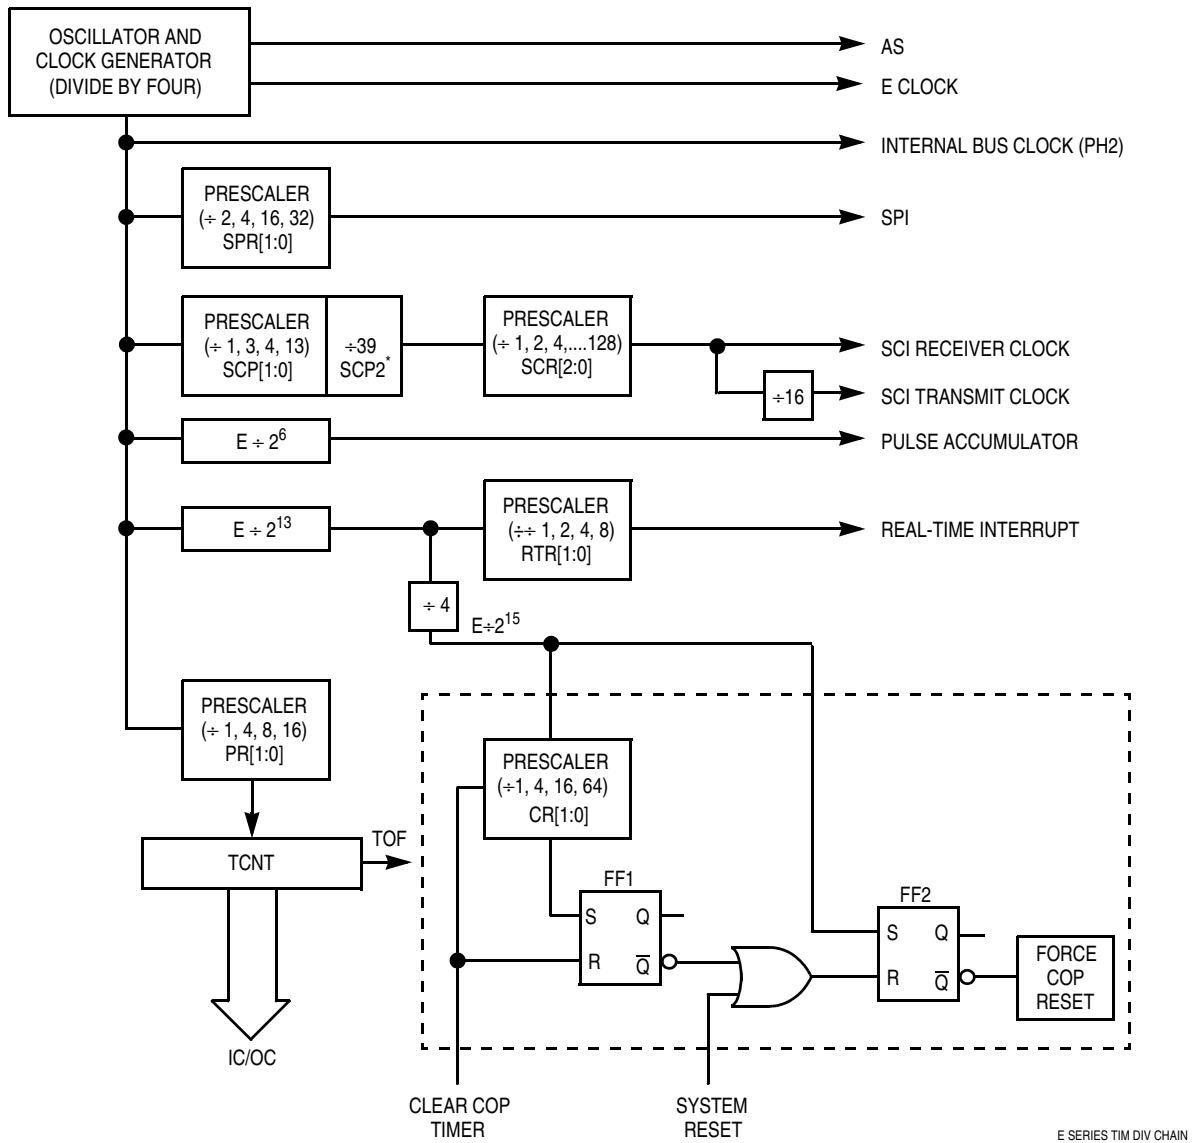 OSCILLATOR AND
CLOCK GENERATOR
(DIVIDE BY FOUR)
AS
E CLOCK
INTERNAL BUS CLOCK (PH2)
PRESCALER
(÷ 2, 4, 16, 32)
SPR[1:0]
SPI
PRESCALER
(÷ 1, 3, 4, 13)
SCP[1:0]
÷39
SCP2*
PRESCALER
(÷ 1, 2, 4,....128)
SCR[2:0]
SCI RECEIVER CLOCK
÷16
SCI TRANSMIT CLOCK
E ÷ 2⁶
PULSE ACCUMULATOR
E ÷ 2¹³
PRESCALER
(÷÷ 1, 2, 4, 8)
RTR[1:0]
REAL-TIME INTERRUPT
÷ 4
E÷2¹⁵
PRESCALER
(÷ 1, 4, 8, 16)
PR[1:0]
PRESCALER
(÷1, 4, 16, 64)
CR[1:0]
TCNT
TOF
FF1
S Q
R Q̅
FF2
S Q
R Q̅
FORCE
COP
RESET
IC/OC
CLEAR COP
TIMER
SYSTEM
RESET
E SERIES TIM DIV CHAIN